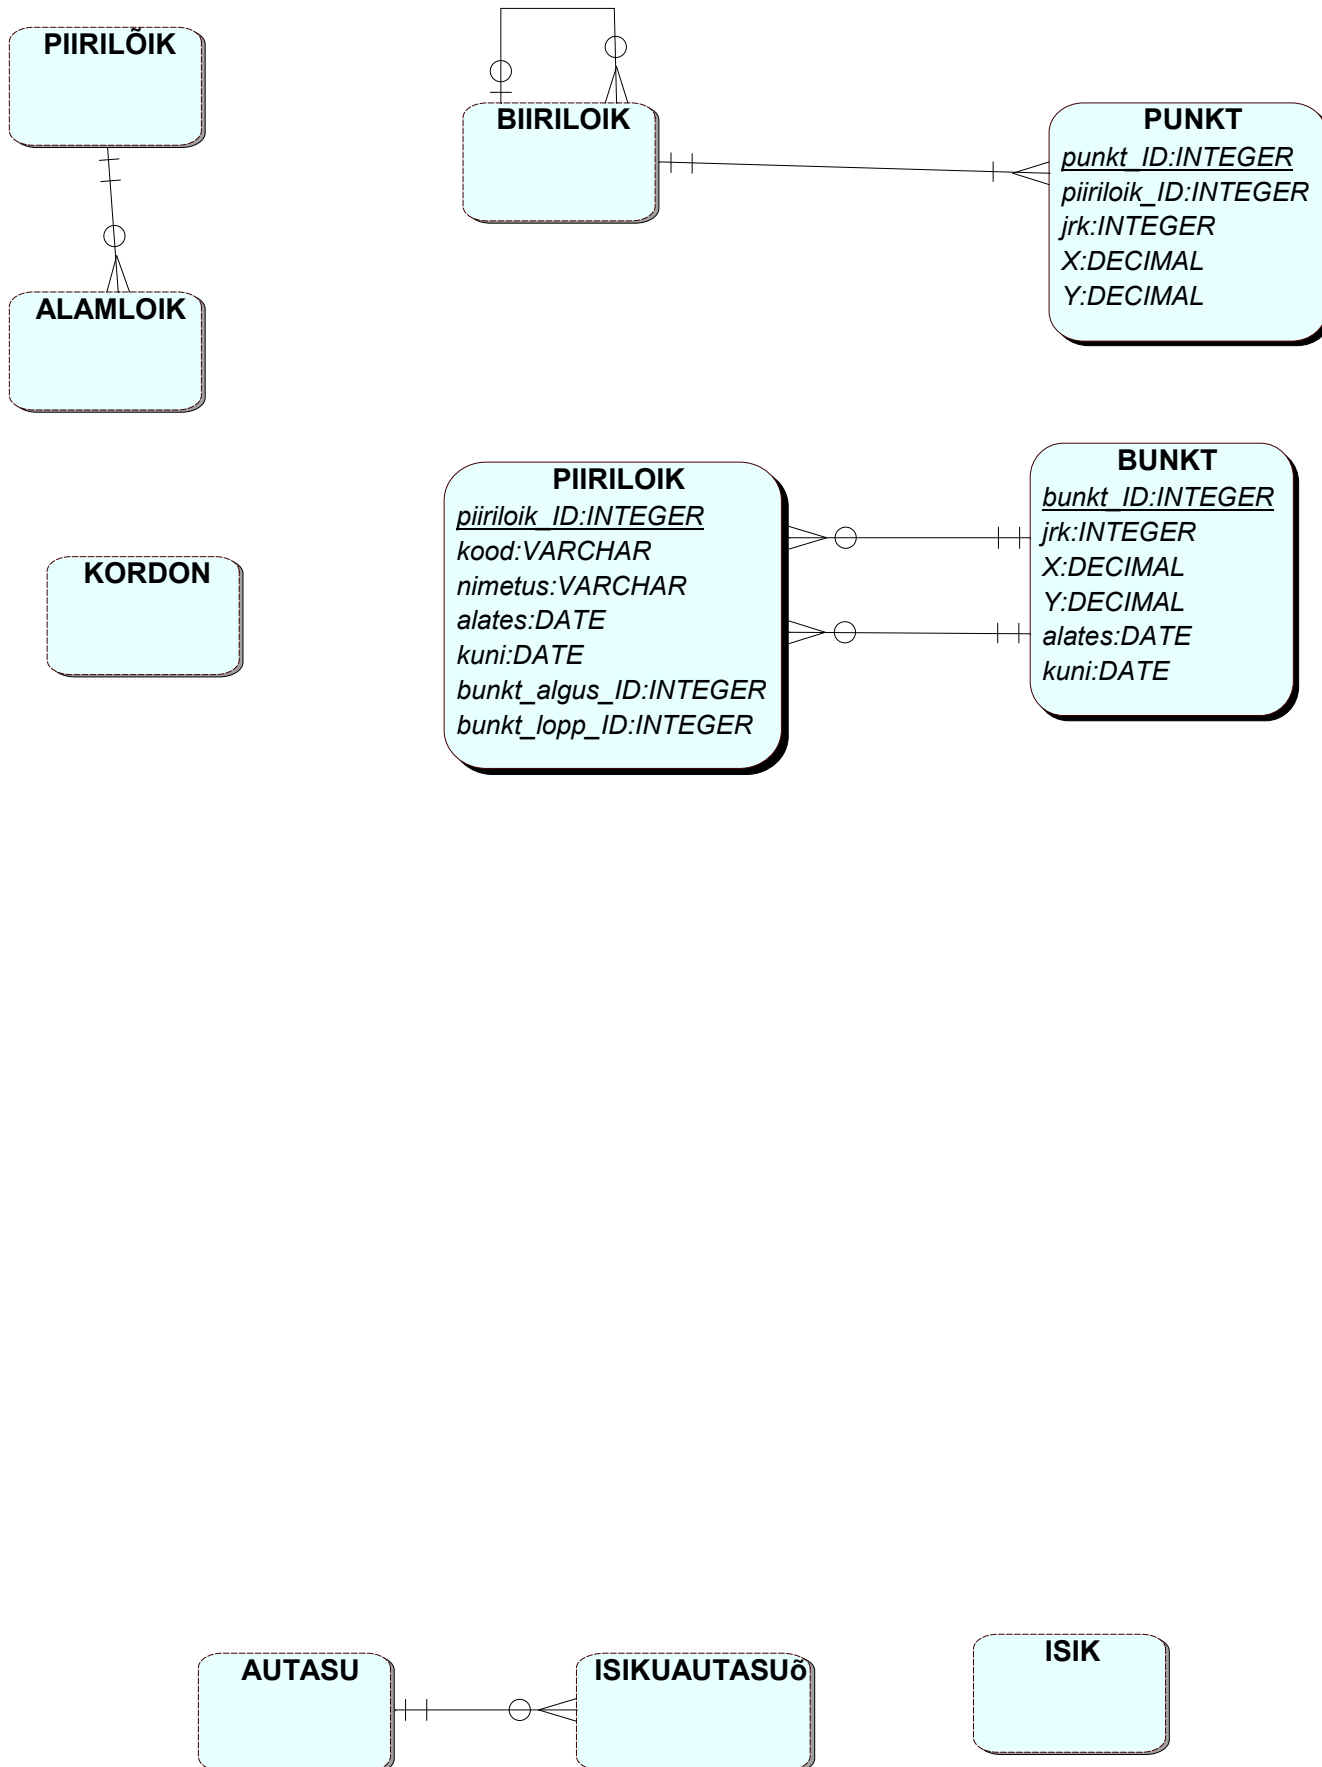 PIIRILÕIK
BIIRILOIK
PUNKT
punkt_ID:INTEGER
piiriloik_ID:INTEGER
jrk:INTEGER
X:DECIMAL
Y:DECIMAL
ALAMLOIK
PIIRILOIK
piiriloik_ID:INTEGER
kood:VARCHAR
nimetus:VARCHAR
alates:DATE
kuni:DATE
bunkt_algus_ID:INTEGER
bunkt_lopp_ID:INTEGER
BUNKT
bunkt_ID:INTEGER
jrk:INTEGER
X:DECIMAL
Y:DECIMAL
alates:DATE
kuni:DATE
KORDON
AUTASU
ISIKUAUTASUõ
ISIK